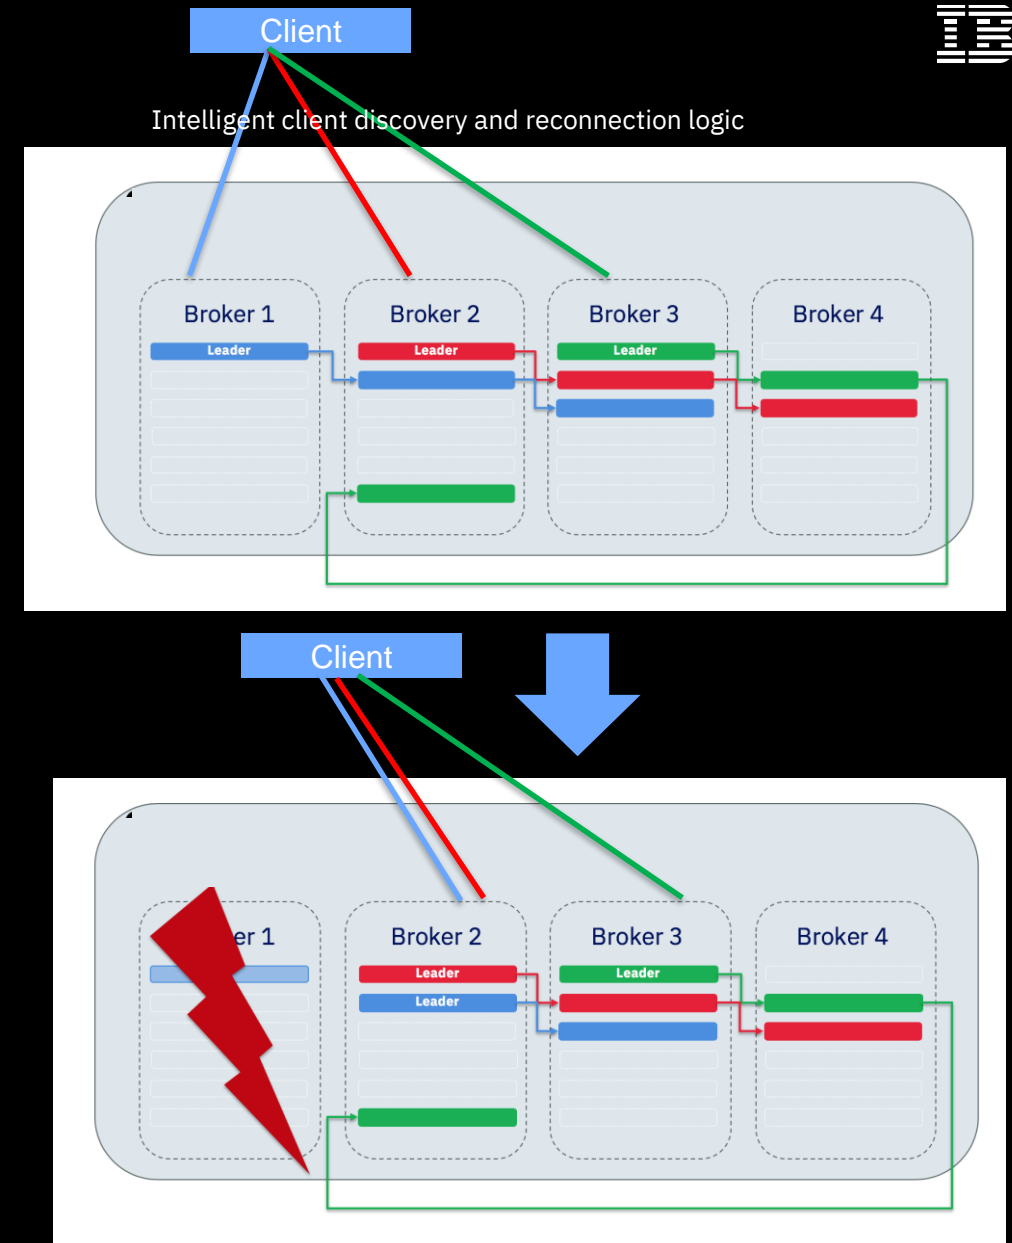 Client
Intelligent client discovery and reconnection logic
Broker 1
Broker 2
Broker 3
Broker 4
Leader
Leader
Leader
Client
er 1
Broker 2
Broker 3
Broker 4
Leader
Leader
Leader